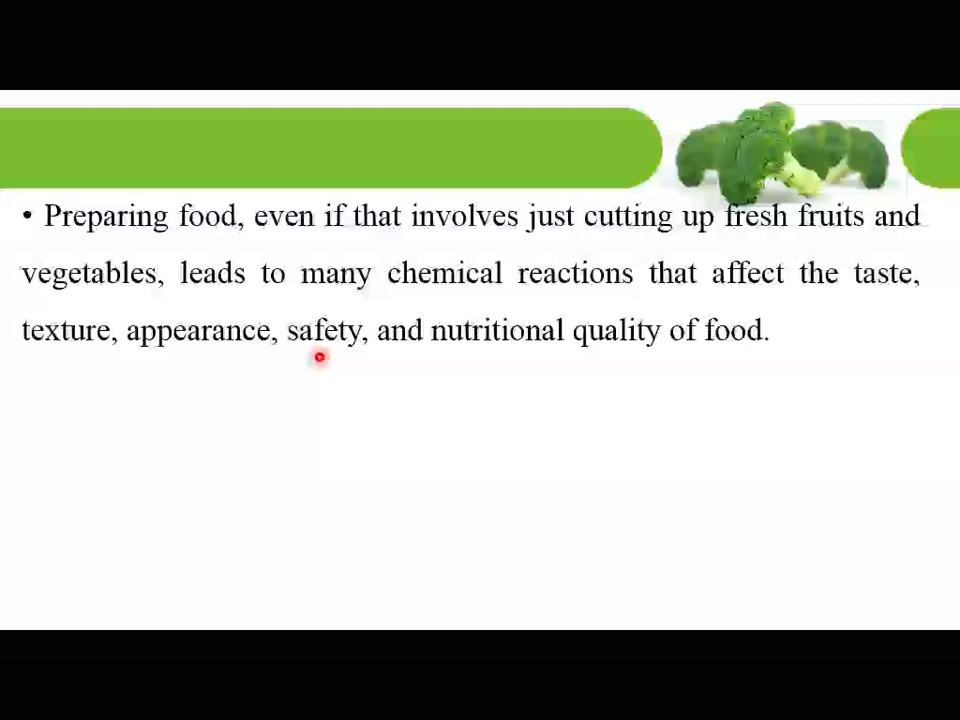 • Preparing food, even if that involves just cutting up fresh fruits and
vegetables, leads to many chemical reactions that affect the taste,
texture, appearance, safety, and nutritional quality of food.